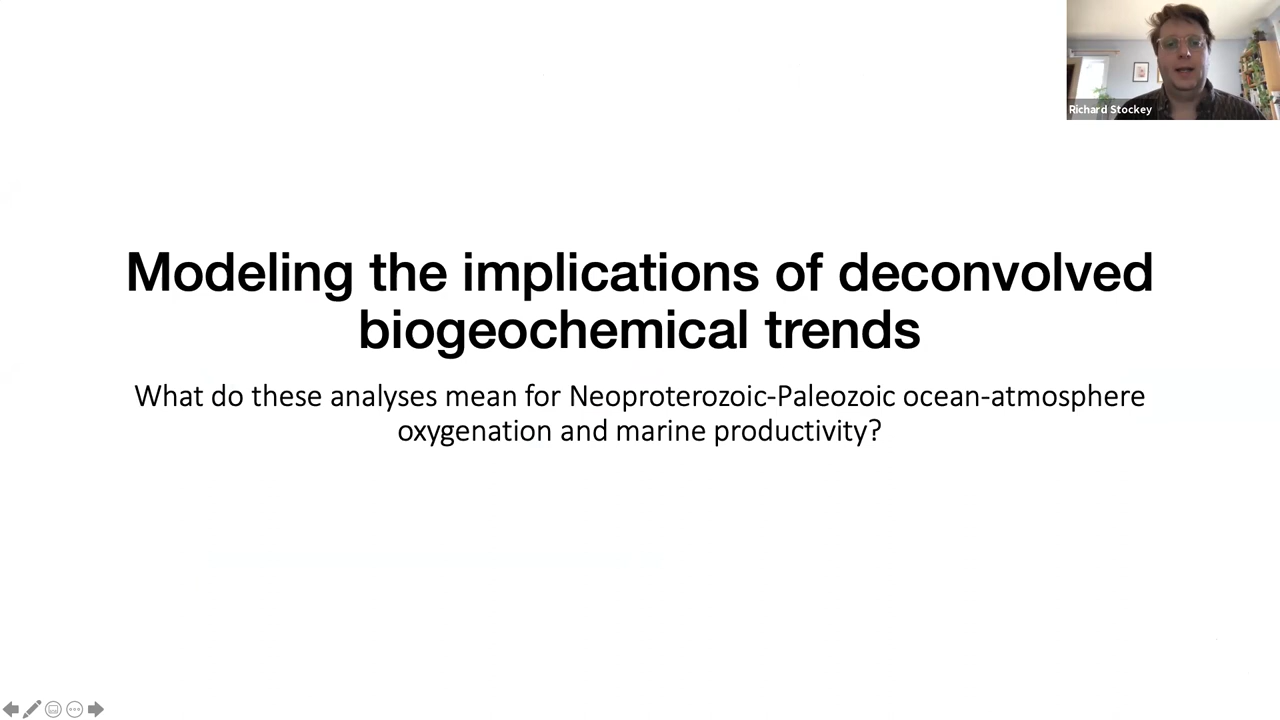 Richard Stockey
Modeling the implications of deconvolved
biogeochemical trends
What do these analyses mean for Neoproterozoic-Paleozoic ocean-atmosphere
oxygenation and marine productivity?